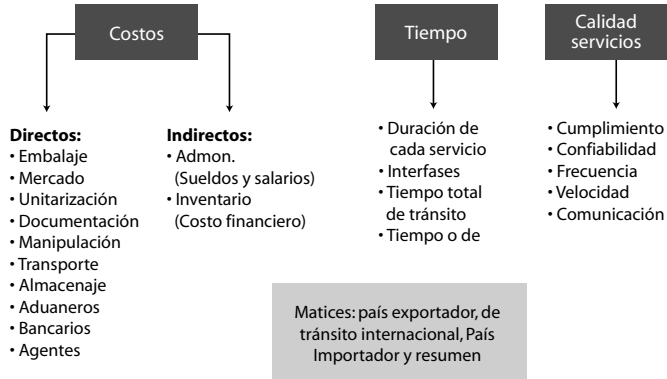 Costos
Directos:
• Embalaje
• Mercado
• Unitarización
• Documentación
• Manipulación
• Transporte
• Almacenaje
• Aduaneros
• Bancarios
• Agentes
Indirectos:
• Admon.
(Sueldos y salarios)
• Inventario
(Costo financiero)
Tiempo
• Duración de
cada servicio
• Interfases
• Tiempo total
de tránsito
• Tiempo o de
Calidad
servicios
• Cumplimiento
• Confiabilidad
• Frecuencia
• Velocidad
• Comunicación
Matices: país exportador, de
tránsito internacional, País
Importador y resumen